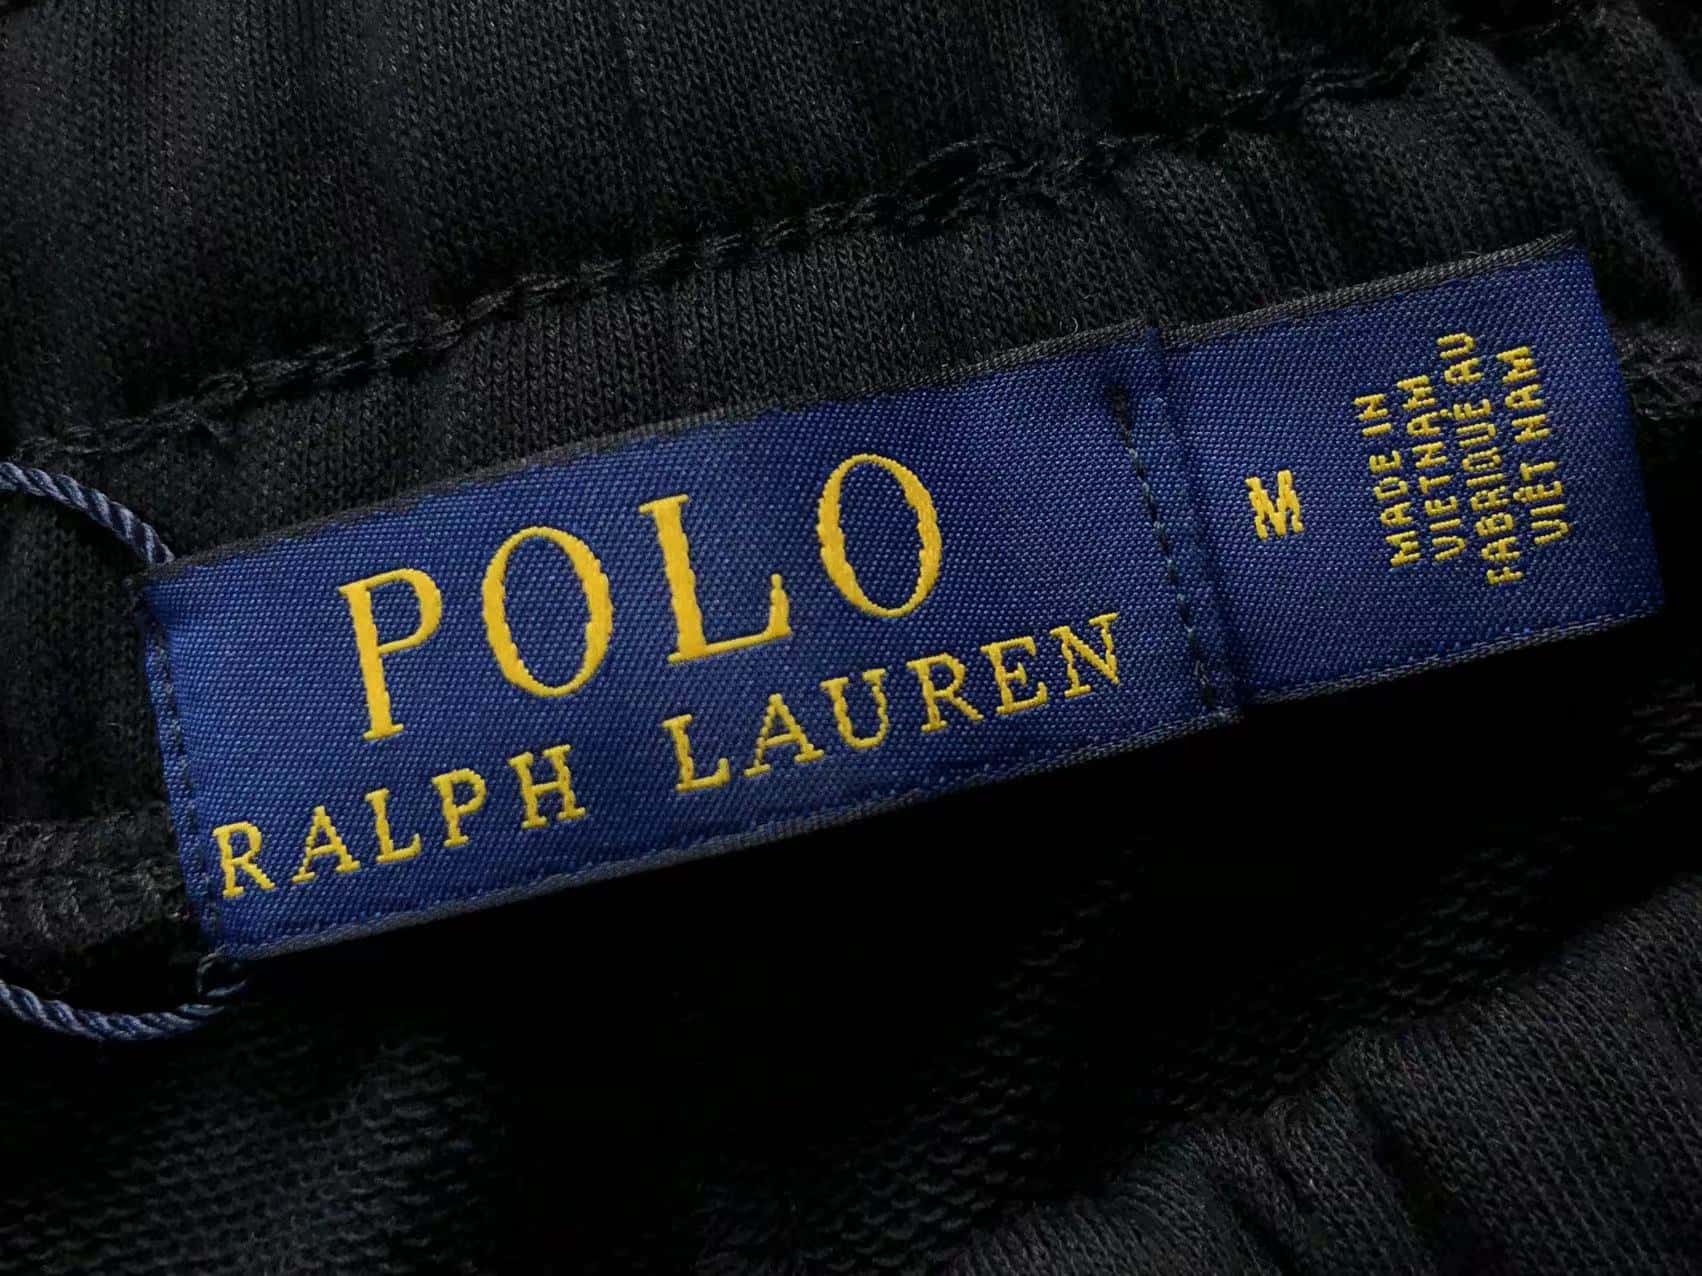 POLO
RALPH LAUREN
M
MADE IN
VIETNAM
FABRIQUÉ AU
VIÊT NAM